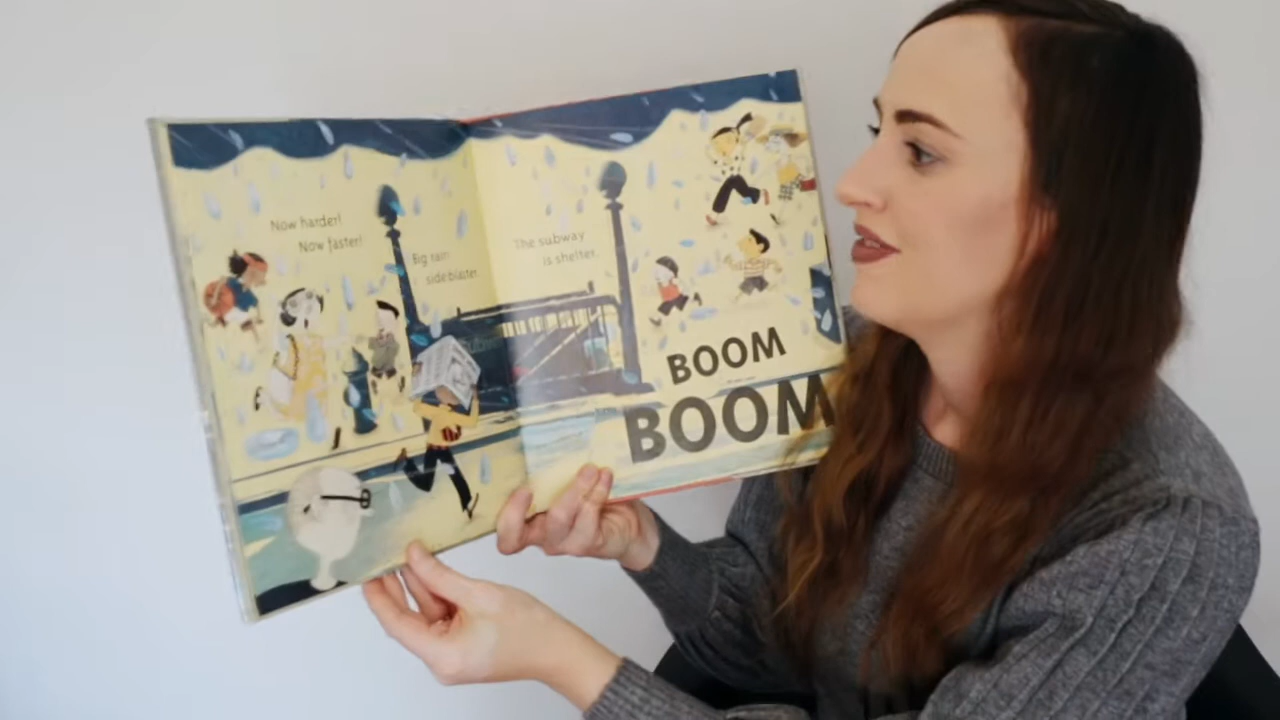 Now harder!
Now faster!
Big rain
sideblaster.
The subway
is shelter.
BOOM
BOOM